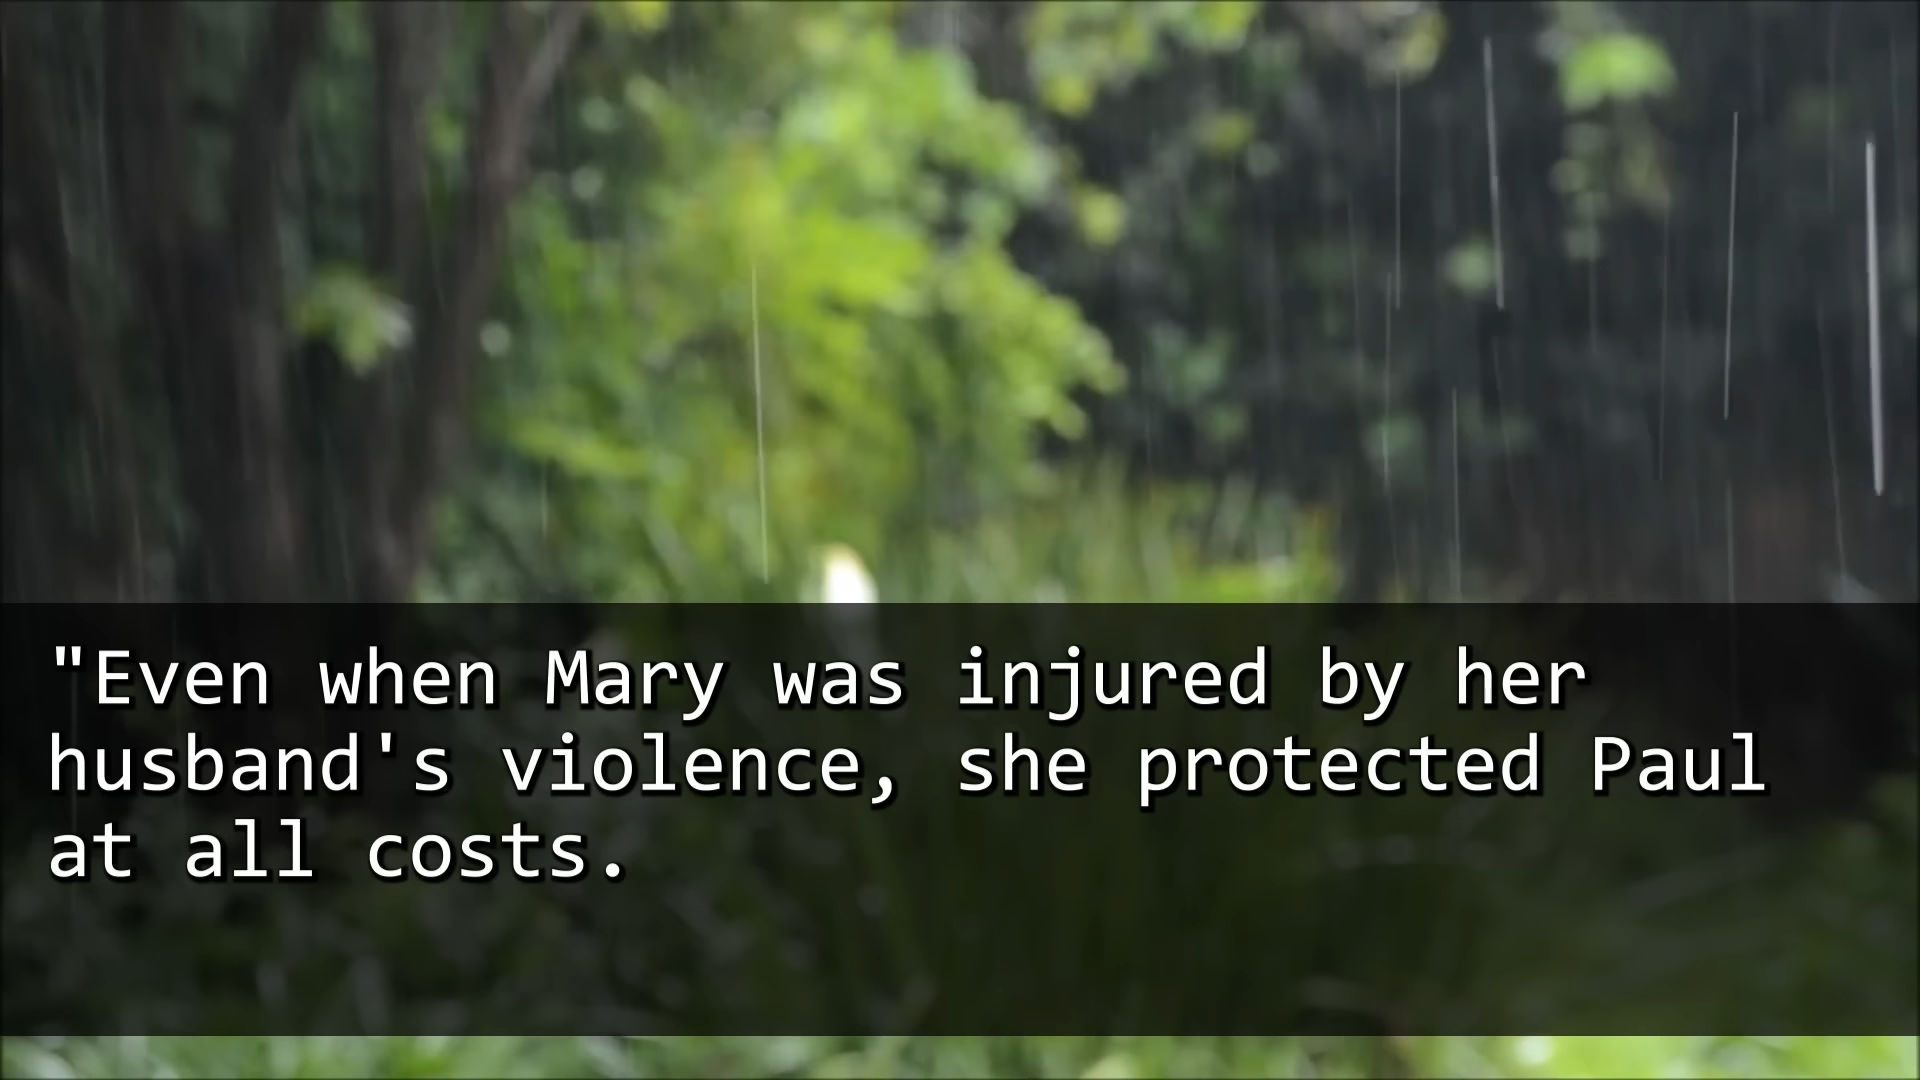 "Even when Mary was injured by her
husband's violence, she protected Paul
at all costs.